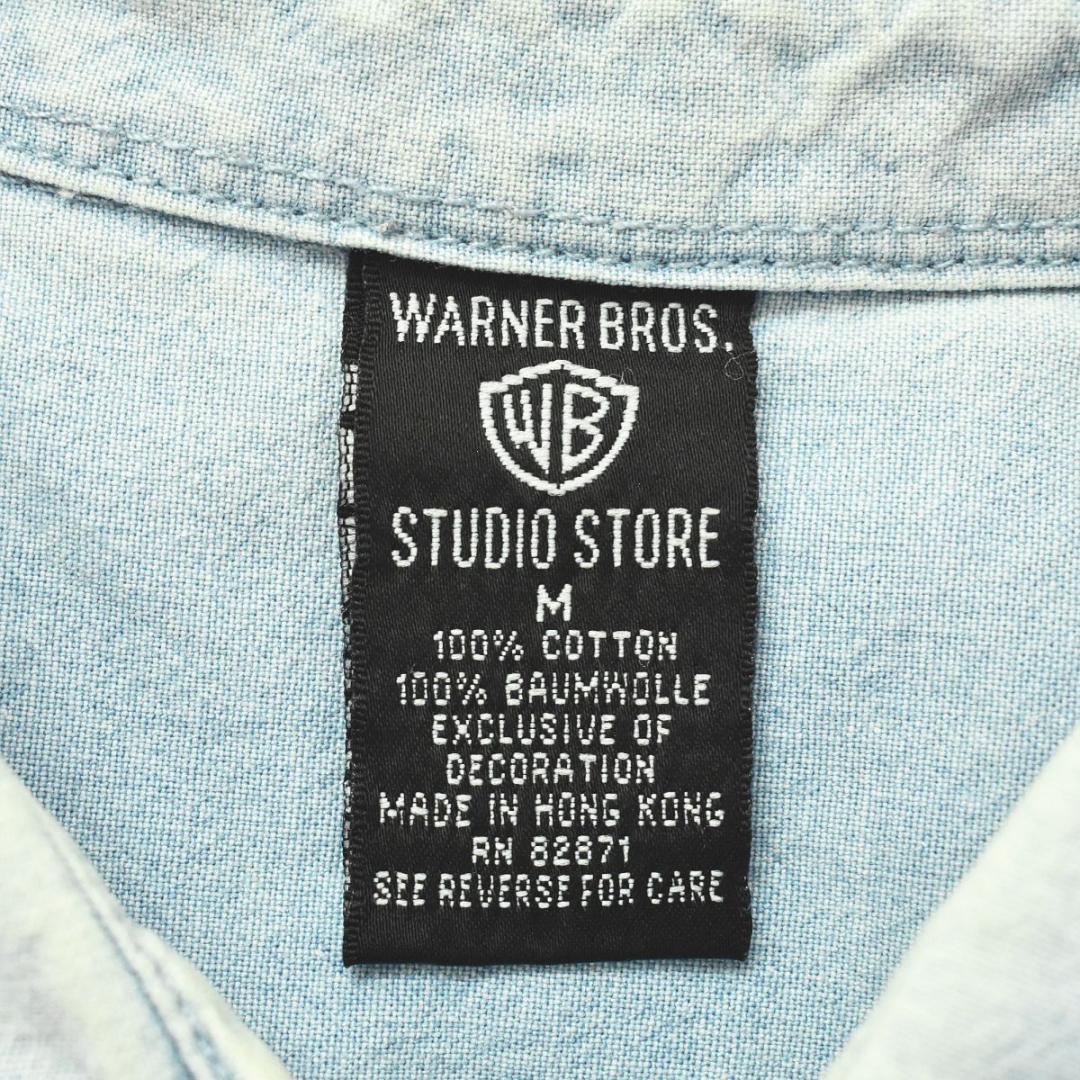 WARNER BROS.
WB
STUDIO STORE
M
100% COTTON
100% BAUMWOLLE
EXCLUSIVE OF
DECORATION
MADE IN HONG KONG
RN 82871
SEE REVERSE FOR CARE